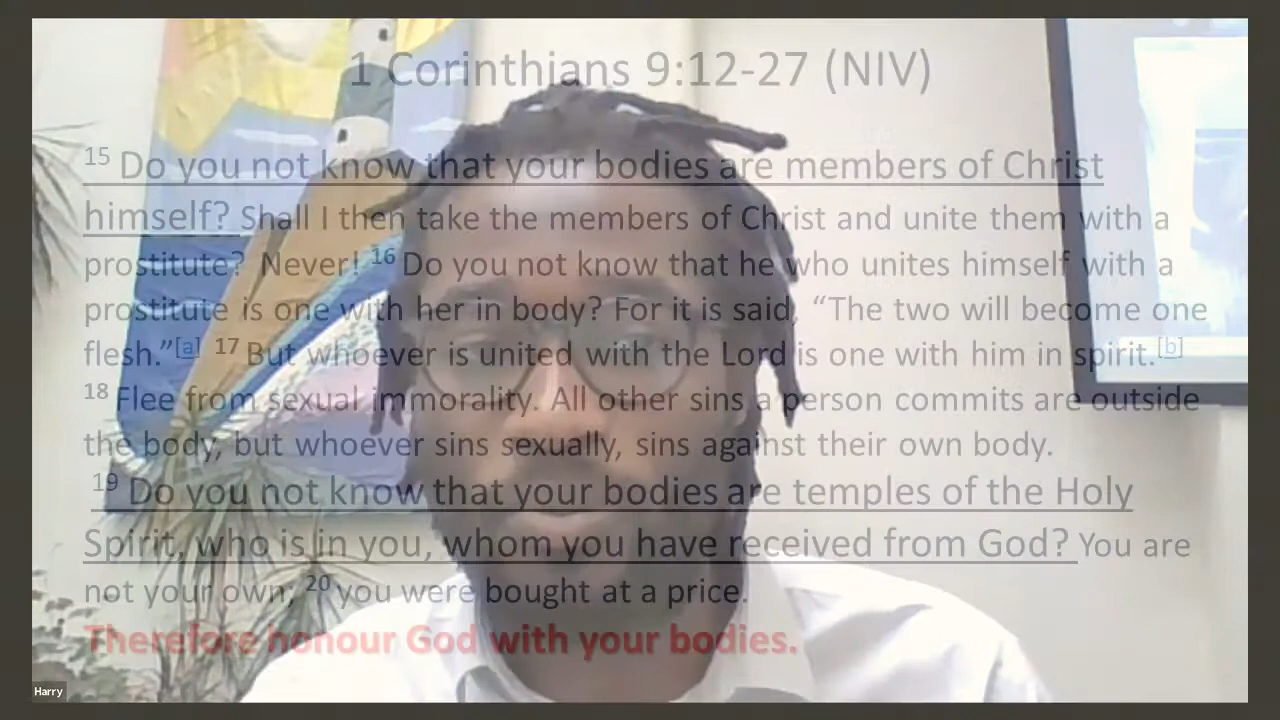 1 Corinthians 9:12-27 (NIV)
15 Do you not know that your bodies are members of Christ
himself? Shall I then take the members of Christ and unite them with a
prostitute? Never! 16 Do you not know that he who unites himself with a
prostitute is one with her in body? For it is said, “The two will become one
flesh.”[a] 17 But whoever is united with the Lord is one with him in spirit.[b]
18 Flee from sexual immorality. All other sins a person commits are outside
the body, but whoever sins sexually, sins against their own body.
19 Do you not know that your bodies are temples of the Holy
Spirit, who is in you, whom you have received from God? You are
not your own; 20 you were bought at a price.
Therefore honour God with your bodies.
Harry